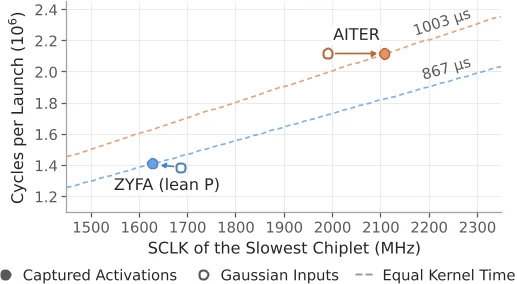 2.4
2.2
2.0
1.8
1.6
1.4
1.2
Cycles per Launch (10⁶)
AITER
1003 µs
867 µs
ZYFA (lean P)
1500 1600 1700 1800 1900 2000 2100 2200 2300
SCLK of the Slowest Chiplet (MHz)
Captured Activations Gaussian Inputs Equal Kernel Time